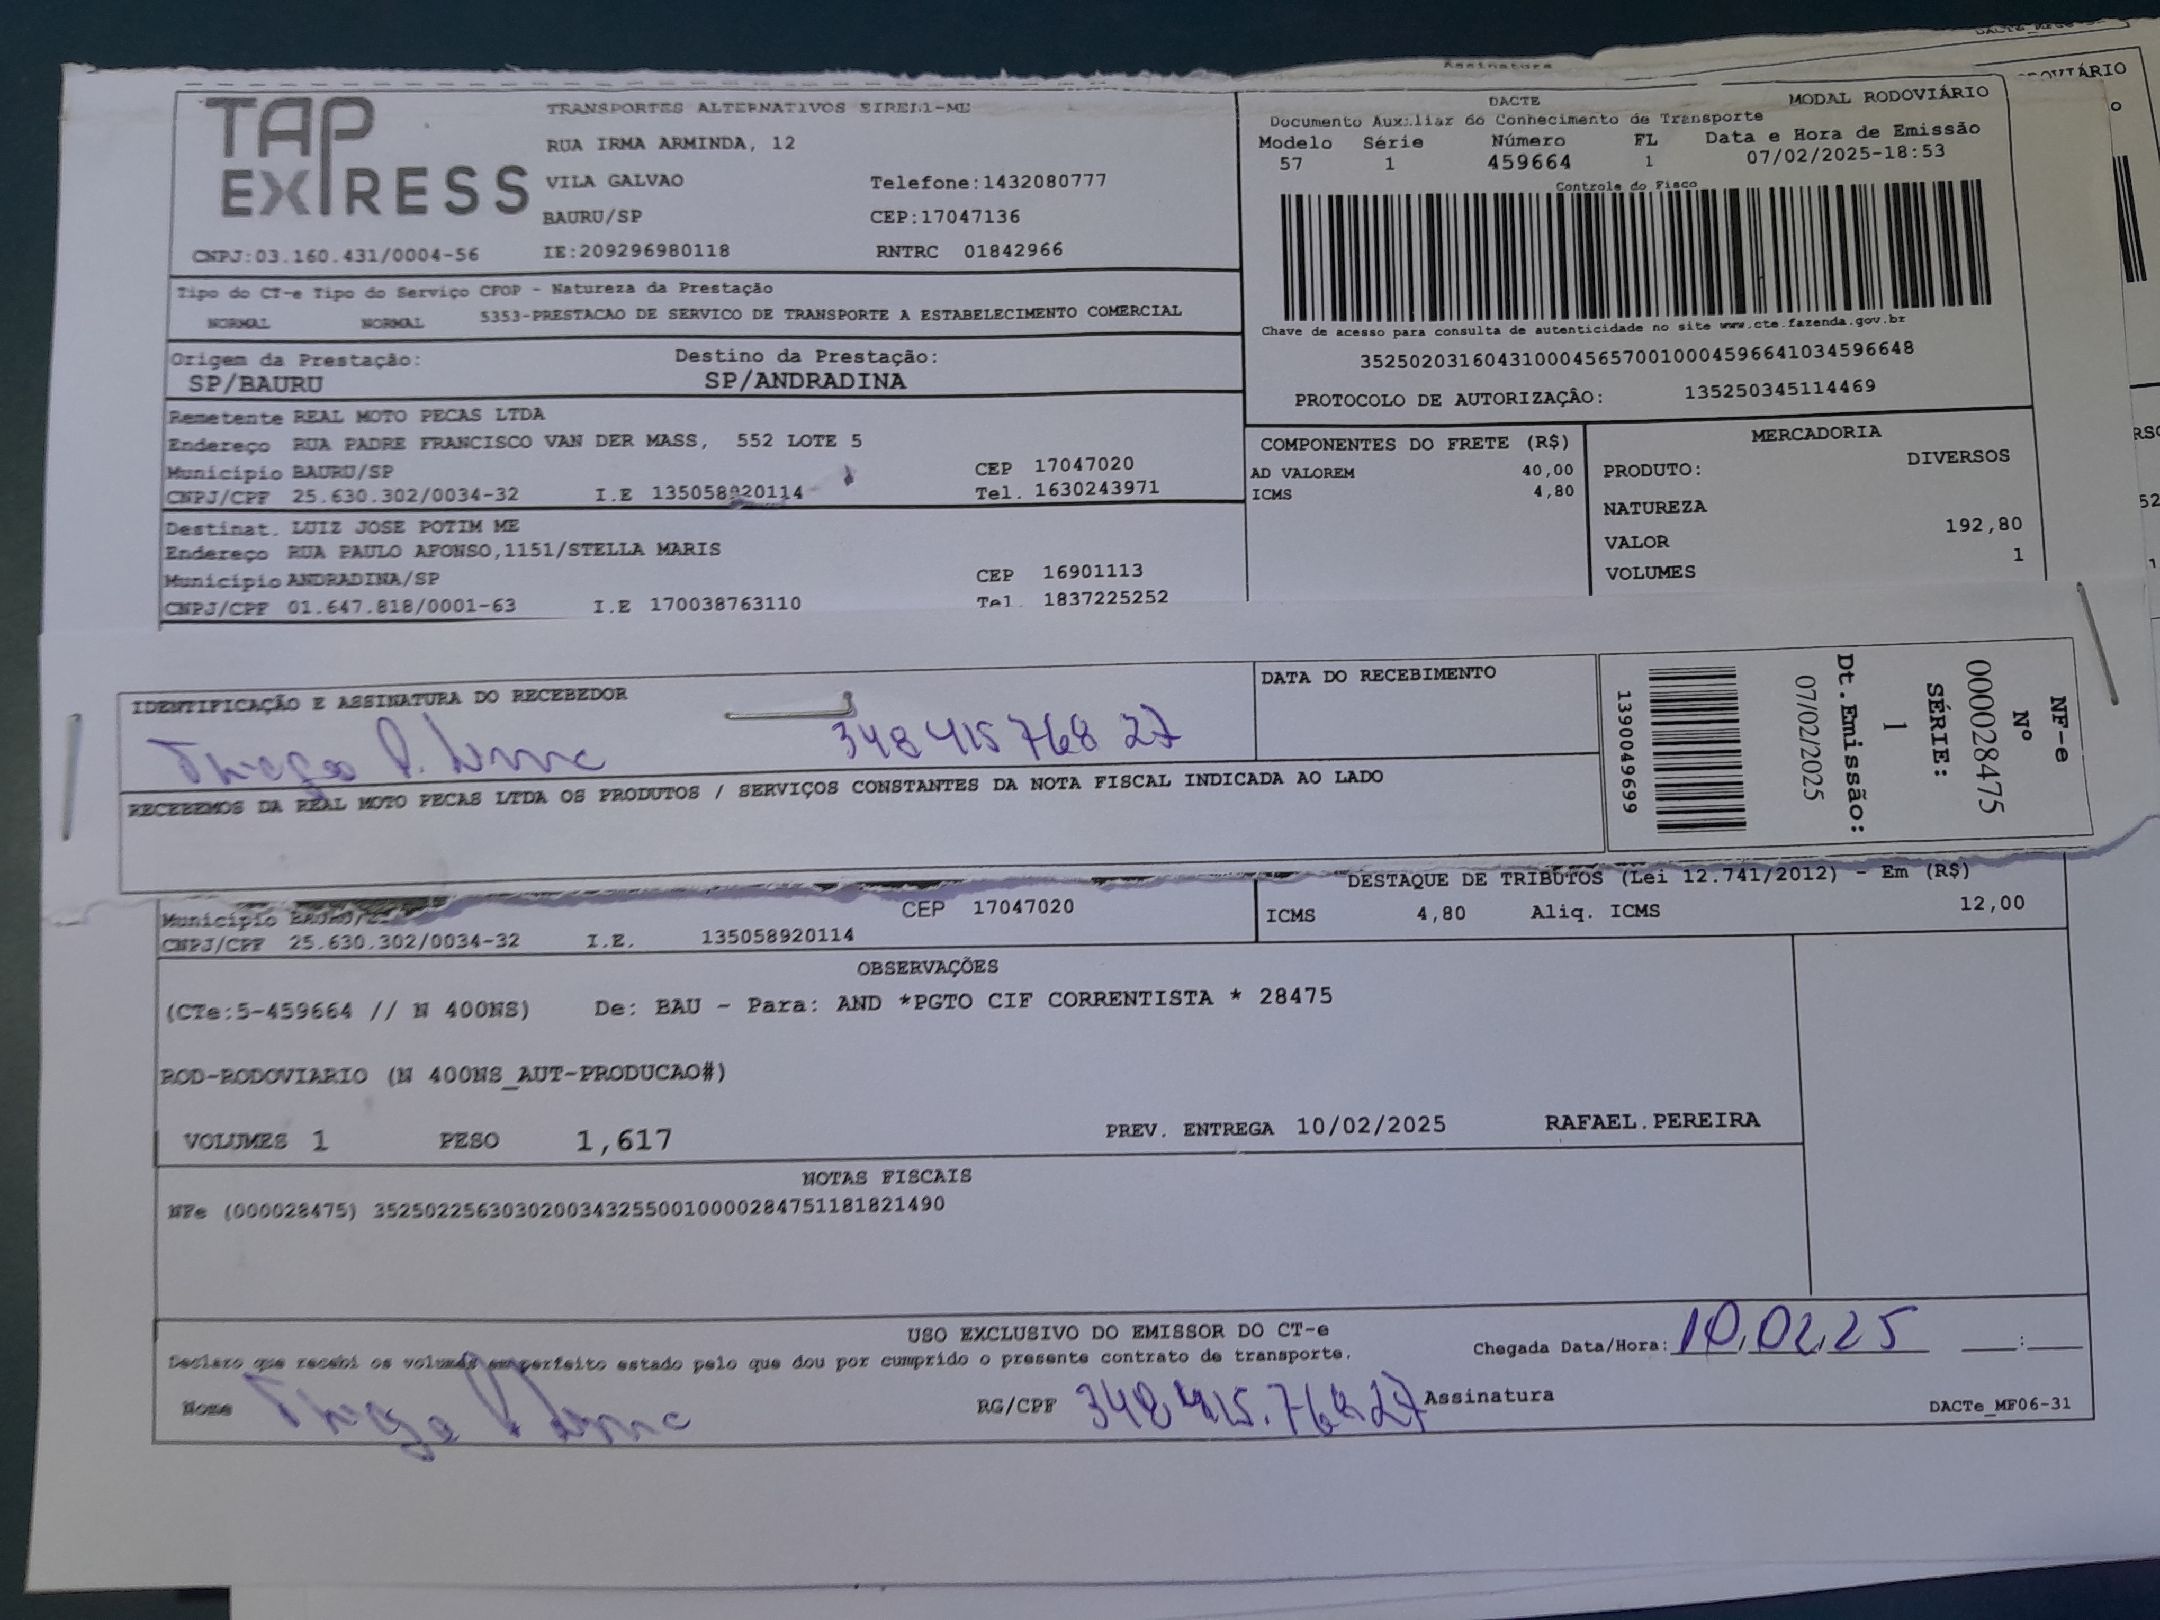 TAP EXPRESS
TRANSPORTES ALTERNATIVOS EIRELI-ME
RUA IRMA ARMINDA, 12
VILA GALVAO Telefone:1432080777
BAURU/SP CEP:17047136
CNPJ:03.160.431/0004-56 IE:209296980118 RNTRC 01842966
Tipo do CT-e Tipo do Serviço CFOP - Natureza da Prestação
NORMAL NORMAL 5353-PRESTACAO DE SERVICO DE TRANSPORTE A ESTABELECIMENTO COMERCIAL
Origem da Prestação: Destino da Prestação:
SP/BAURU SP/ANDRADINA
Remetente REAL MOTO PECAS LTDA
Endereço RUA PADRE FRANCISCO VAN DER MASS, 552 LOTE 5
Município BAURU/SP CEP 17047020
CNPJ/CPF 25.630.302/0034-32 I.E 135058920114 Tel. 1630243971
Destinat. LUIZ JOSE POTIM ME
Endereço RUA PAULO AFONSO,1151/STELLA MARIS
Município ANDRADINA/SP CEP 16901113
CNPJ/CPF 01.647.818/0001-63 I.E 170038763110 Tel. 1837225252
Assinatura
DACTE MODAL RODOVIÁRIO
Documento Auxiliar do Conhecimento de Transporte
Modelo Série Número FL Data e Hora de Emissão
57 1 459664 1 07/02/2025-18:53
Controle do Fisco
Chave de acesso para consulta de autenticidade no site www.cte.fazenda.gov.br
35250203160431000456570010004596641034596648
PROTOCOLO DE AUTORIZAÇÃO: 135250345114469
COMPONENTES DO FRETE (R$)
AD VALOREM 40,00
ICMS 4,80
MERCADORIA
PRODUTO: DIVERSOS
NATUREZA
VALOR 192,80
VOLUMES 1
IDENTIFICAÇÃO E ASSINATURA DO RECEBEDOR
348 415 768 27
DATA DO RECEBIMENTO
RECEBEMOS DA REAL MOTO PECAS LTDA OS PRODUTOS / SERVIÇOS CONSTANTES DA NOTA FISCAL INDICADA AO LADO
NF-e
Nº
000028475
SÉRIE:
1
Dt.Emissão:
07/02/2025
1390049699
DESTAQUE DE TRIBUTOS (Lei 12.741/2012) - Em (R$)
ICMS 4,80 Aliq. ICMS 12,00
Município BAURU/SP CEP 17047020
CNPJ/CPF 25.630.302/0034-32 I.E. 135058920114
OBSERVAÇÕES
(CTe:5-459664 // N 400NS) De: BAU - Para: AND *PGTO CIF CORRENTISTA * 28475
ROD-RODOVIARIO (N 400NS_AUT-PRODUCAO#)
VOLUMES 1 PESO 1,617 PREV. ENTREGA 10/02/2025 RAFAEL.PEREIRA
NOTAS FISCAIS
NFe (000028475) 35250225630302003432550010000284751181821490
USO EXCLUSIVO DO EMISSOR DO CT-e
Declaro que recebi os volumes em perfeito estado pelo que dou por cumprido o presente contrato de transporte.
Chegada Data/Hora: 10.02.25 :
Nome RG/CPF 348 415.768 27 Assinatura
DACTe_MF06-31